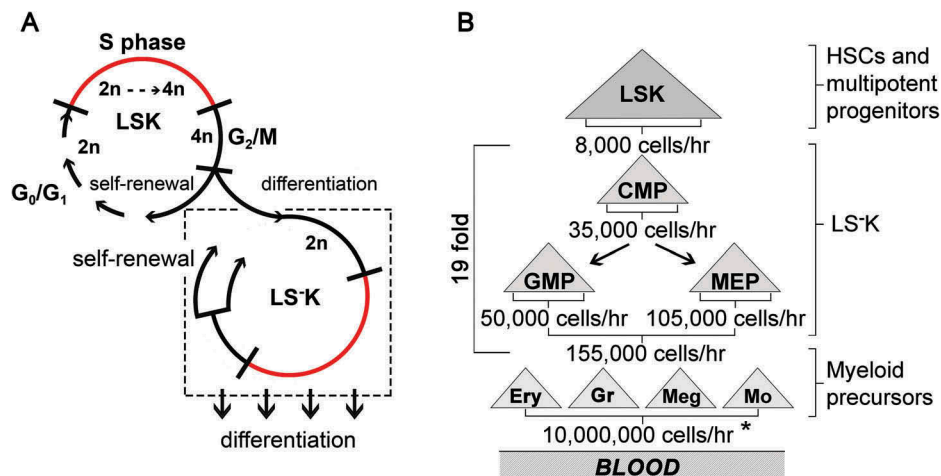 A
S phase
2n ---> 4n
LSK
4n
G₂/M
2n
G₀/G₁
self-renewal
differentiation
2n
self-renewal
LS⁻K
differentiation
B
LSK
HSCs and
multipotent
progenitors
8,000 cells/hr
CMP
35,000 cells/hr
19 fold
LS⁻K
GMP
MEP
50,000 cells/hr
105,000 cells/hr
155,000 cells/hr
Ery
Gr
Meg
Mo
Myeloid
precursors
10,000,000 cells/hr *
BLOOD